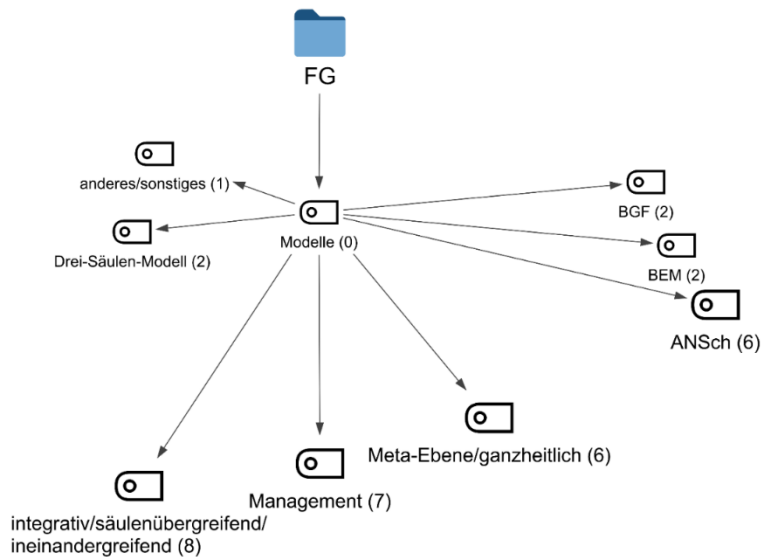 FG
anderes/sonstiges (1)
BGF (2)
Modelle (0)
Drei-Säulen-Modell (2)
BEM (2)
ANSch (6)
Meta-Ebene/ganzheitlich (6)
Management (7)
integrativ/säulenübergreifend/
ineinandergreifend (8)